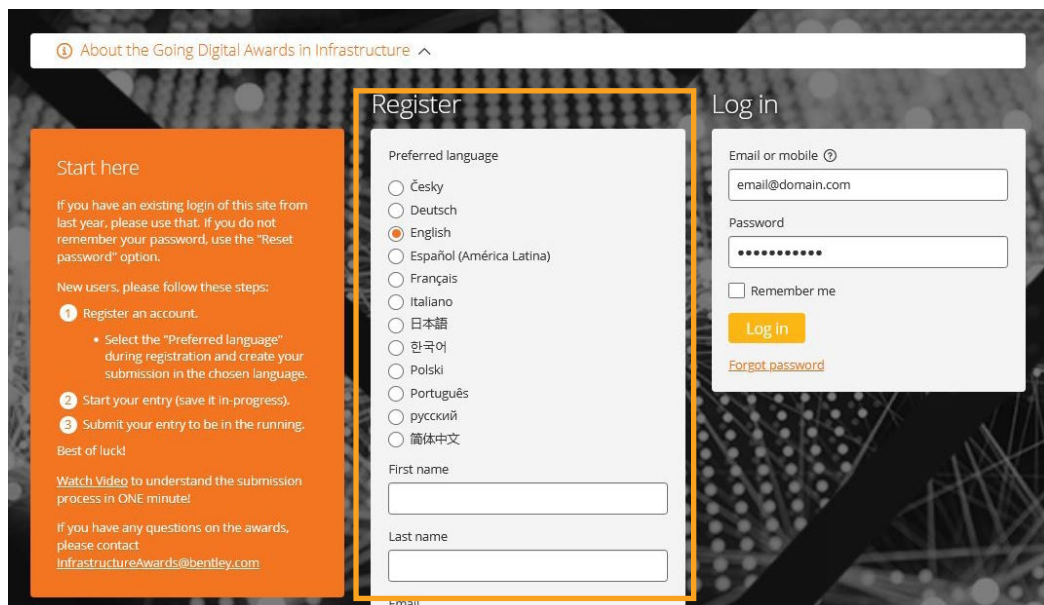 About the Going Digital Awards in Infrastructure
Start here
If you have an existing login of this site from
last year, please use that. If you do not
remember your password, use the "Reset
password" option.
New users, please follow these steps:
1 Register an account.
• Select the "Preferred language"
during registration and create your
submission in the chosen language.
2 Start your entry (save it in-progress).
3 Submit your entry to be in the running.
Best of luck!
Watch Video to understand the submission
process in ONE minute!
If you have any questions on the awards,
please contact
InfrastructureAwards@bentley.com
Register
Preferred language
Česky
Deutsch
English
Español (América Latina)
Français
Italiano
日本語
한국어
Polski
Português
русский
简体中文
First name
Last name
Email
Log in
Email or mobile
email@domain.com
Password
Remember me
Log in
Forgot password